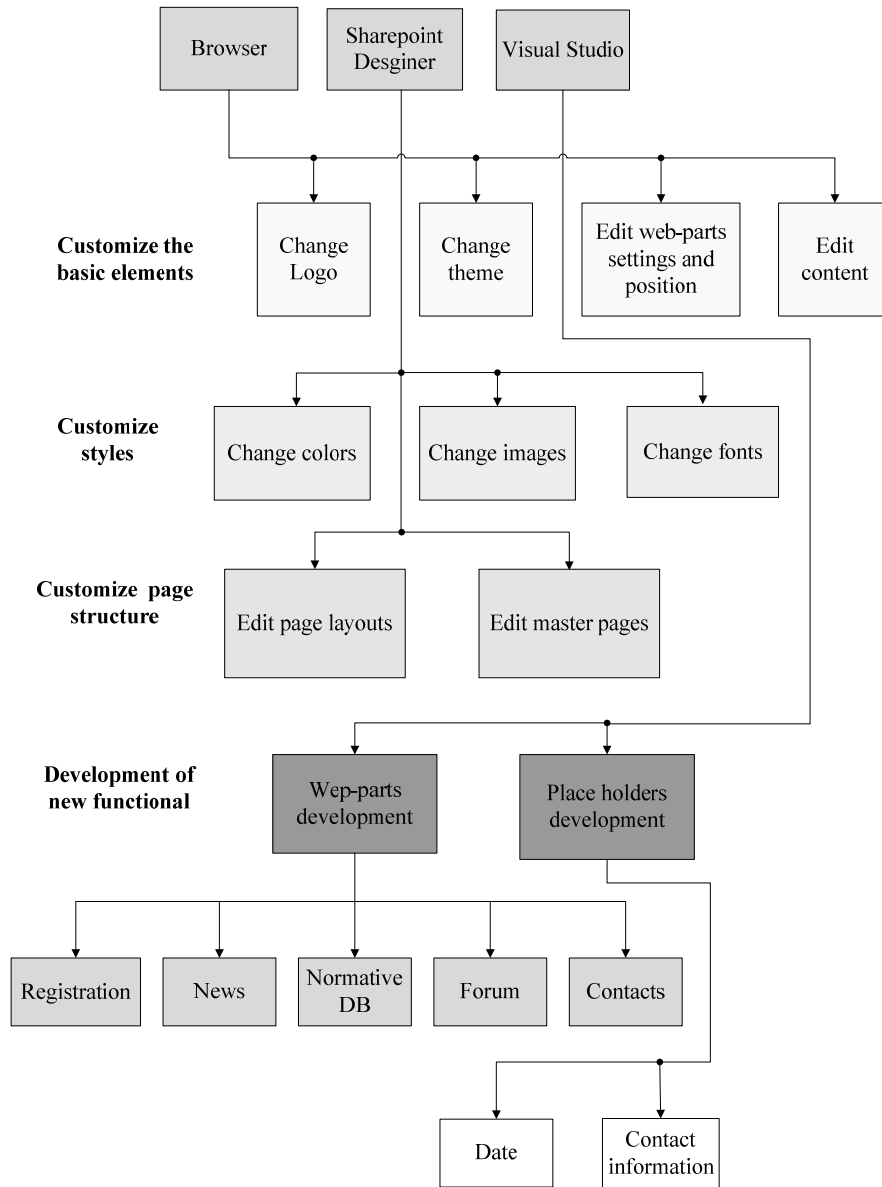 Browser
Sharepoint
Desginer
Visual Studio
Customize the
basic elements
Change
Logo
Change
theme
Edit web-parts
settings and
position
Edit
content
Customize
styles
Change colors
Change images
Change fonts
Customize page
structure
Edit page layouts
Edit master pages
Development of
new functional
Wep-parts
development
Place holders
development
Registration
News
Normative
DB
Forum
Contacts
Date
Contact
information